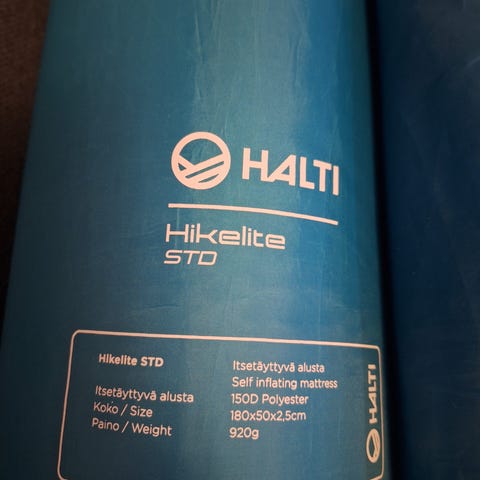 HALTI
Hikelite
STD
Hikelite STD
Itsetäyttyvä alusta
Self inflating mattress
Itsetäyttyvä alusta 150D Polyester
Koko / Size 180x50x2,5cm
Paino / Weight 920g
HALTI